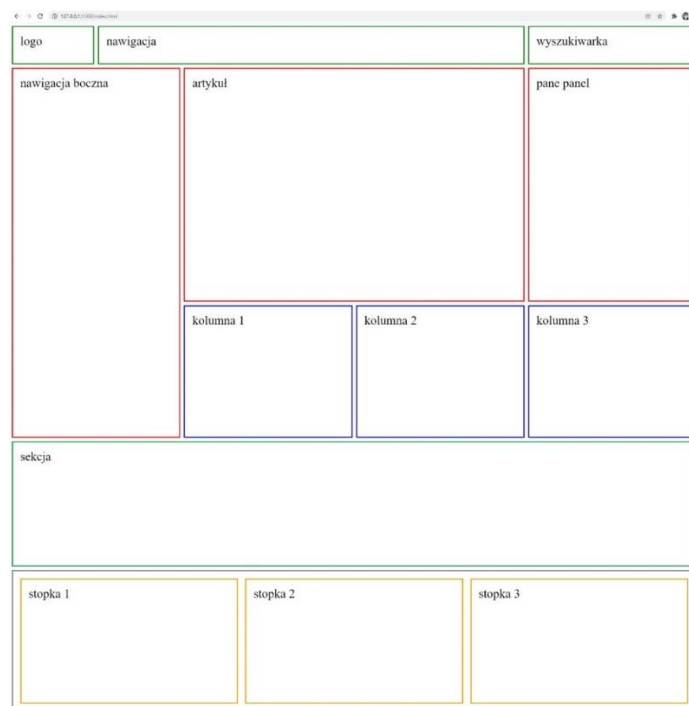 logo
nawigacja
wyszukiwarka
nawigacja boczna
artykuł
pane panel
kolumna 1
kolumna 2
kolumna 3
sekcja
stopka 1
stopka 2
stopka 3